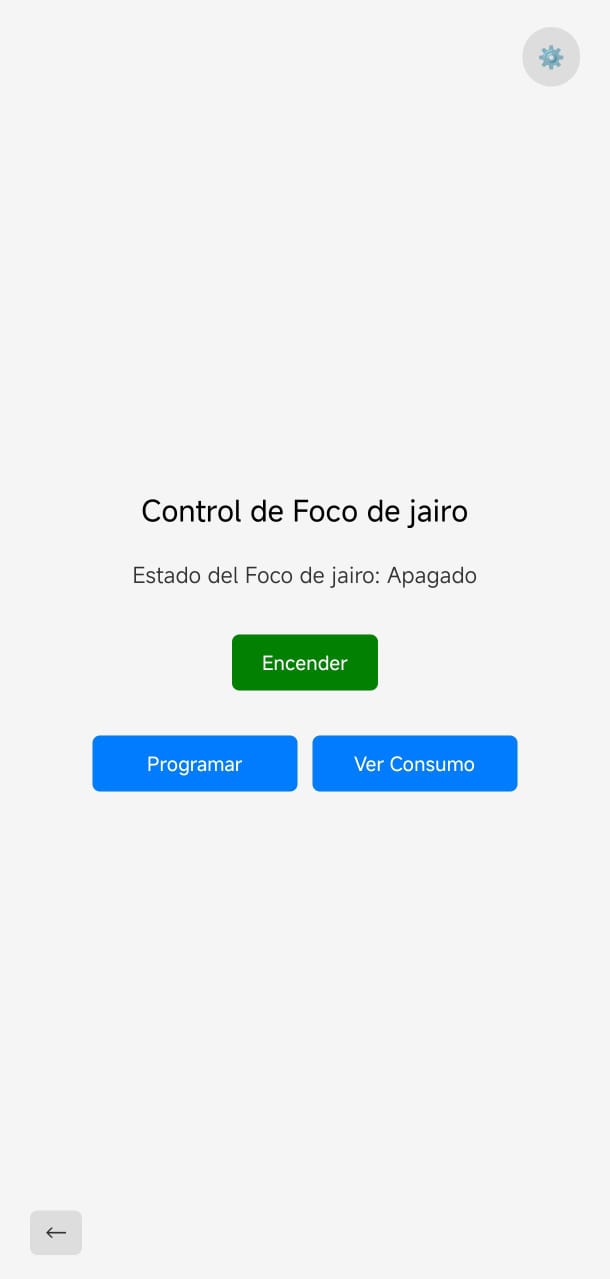 Control de Foco de jairo
Estado del Foco de jairo: Apagado
Encender
Programar
Ver Consumo